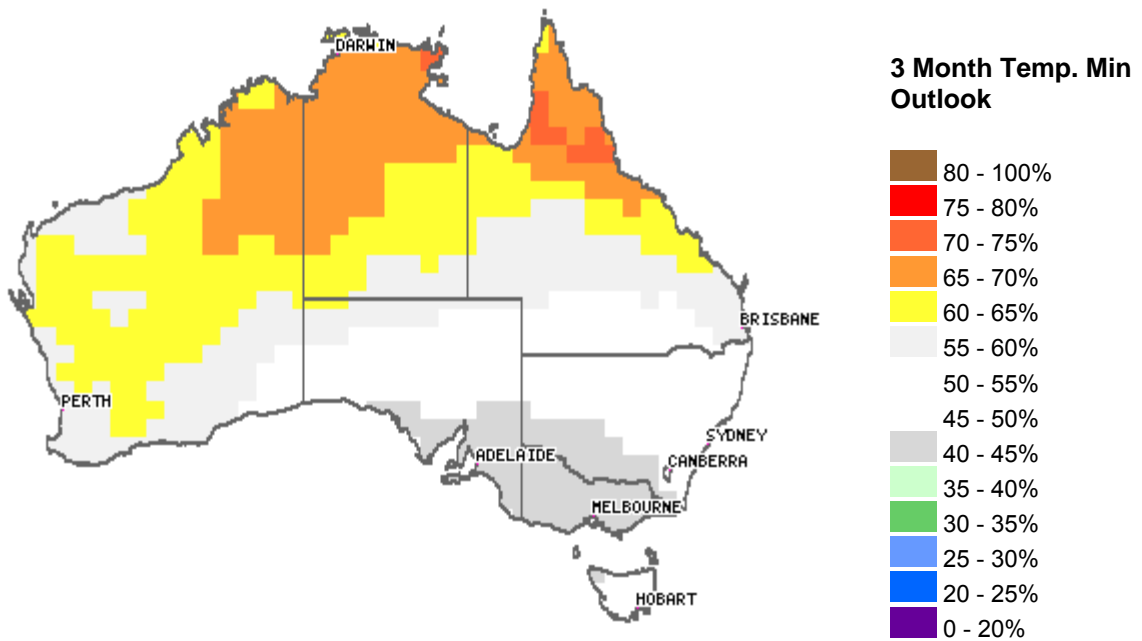 DARWIN
BRISBANE
PERTH
SYDNEY
ADELAIDE
CANBERRA
MELBOURNE
HOBART
3 Month Temp. Min
Outlook
80 - 100%
75 - 80%
70 - 75%
65 - 70%
60 - 65%
55 - 60%
50 - 55%
45 - 50%
40 - 45%
35 - 40%
30 - 35%
25 - 30%
20 - 25%
0 - 20%